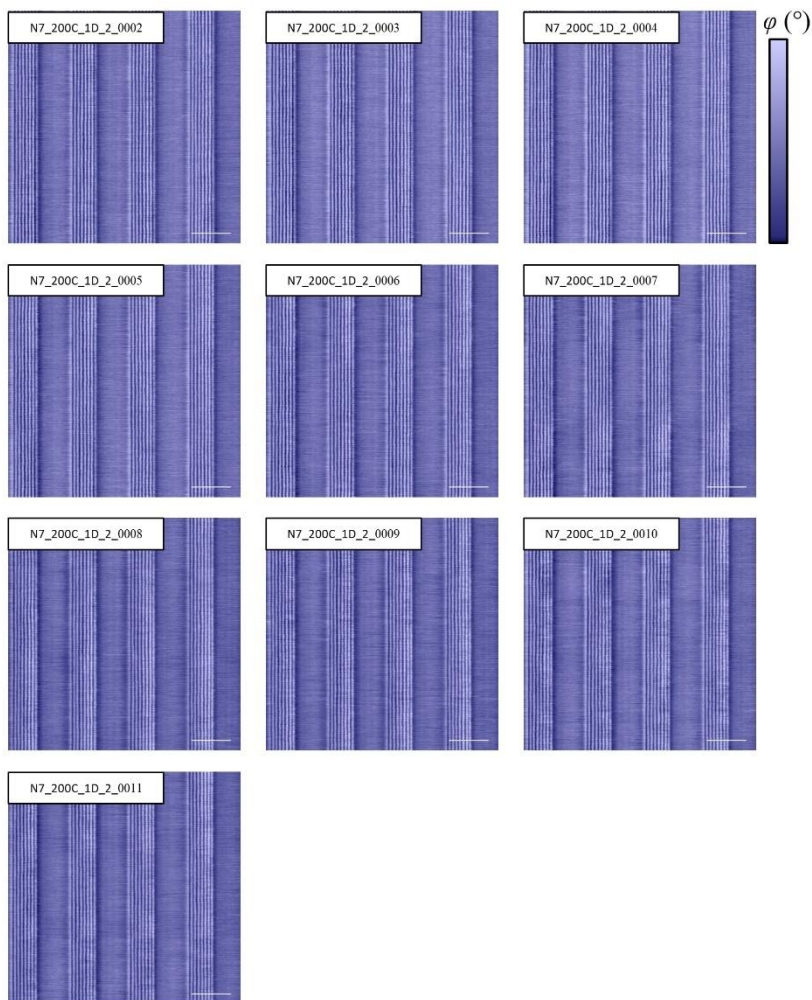 N7_200C_1D_2_0002
N7_200C_1D_2_0003
N7_200C_1D_2_0004
φ (°)
N7_200C_1D_2_0005
N7_200C_1D_2_0006
N7_200C_1D_2_0007
N7_200C_1D_2_0008
N7_200C_1D_2_0009
N7_200C_1D_2_0010
N7_200C_1D_2_0011